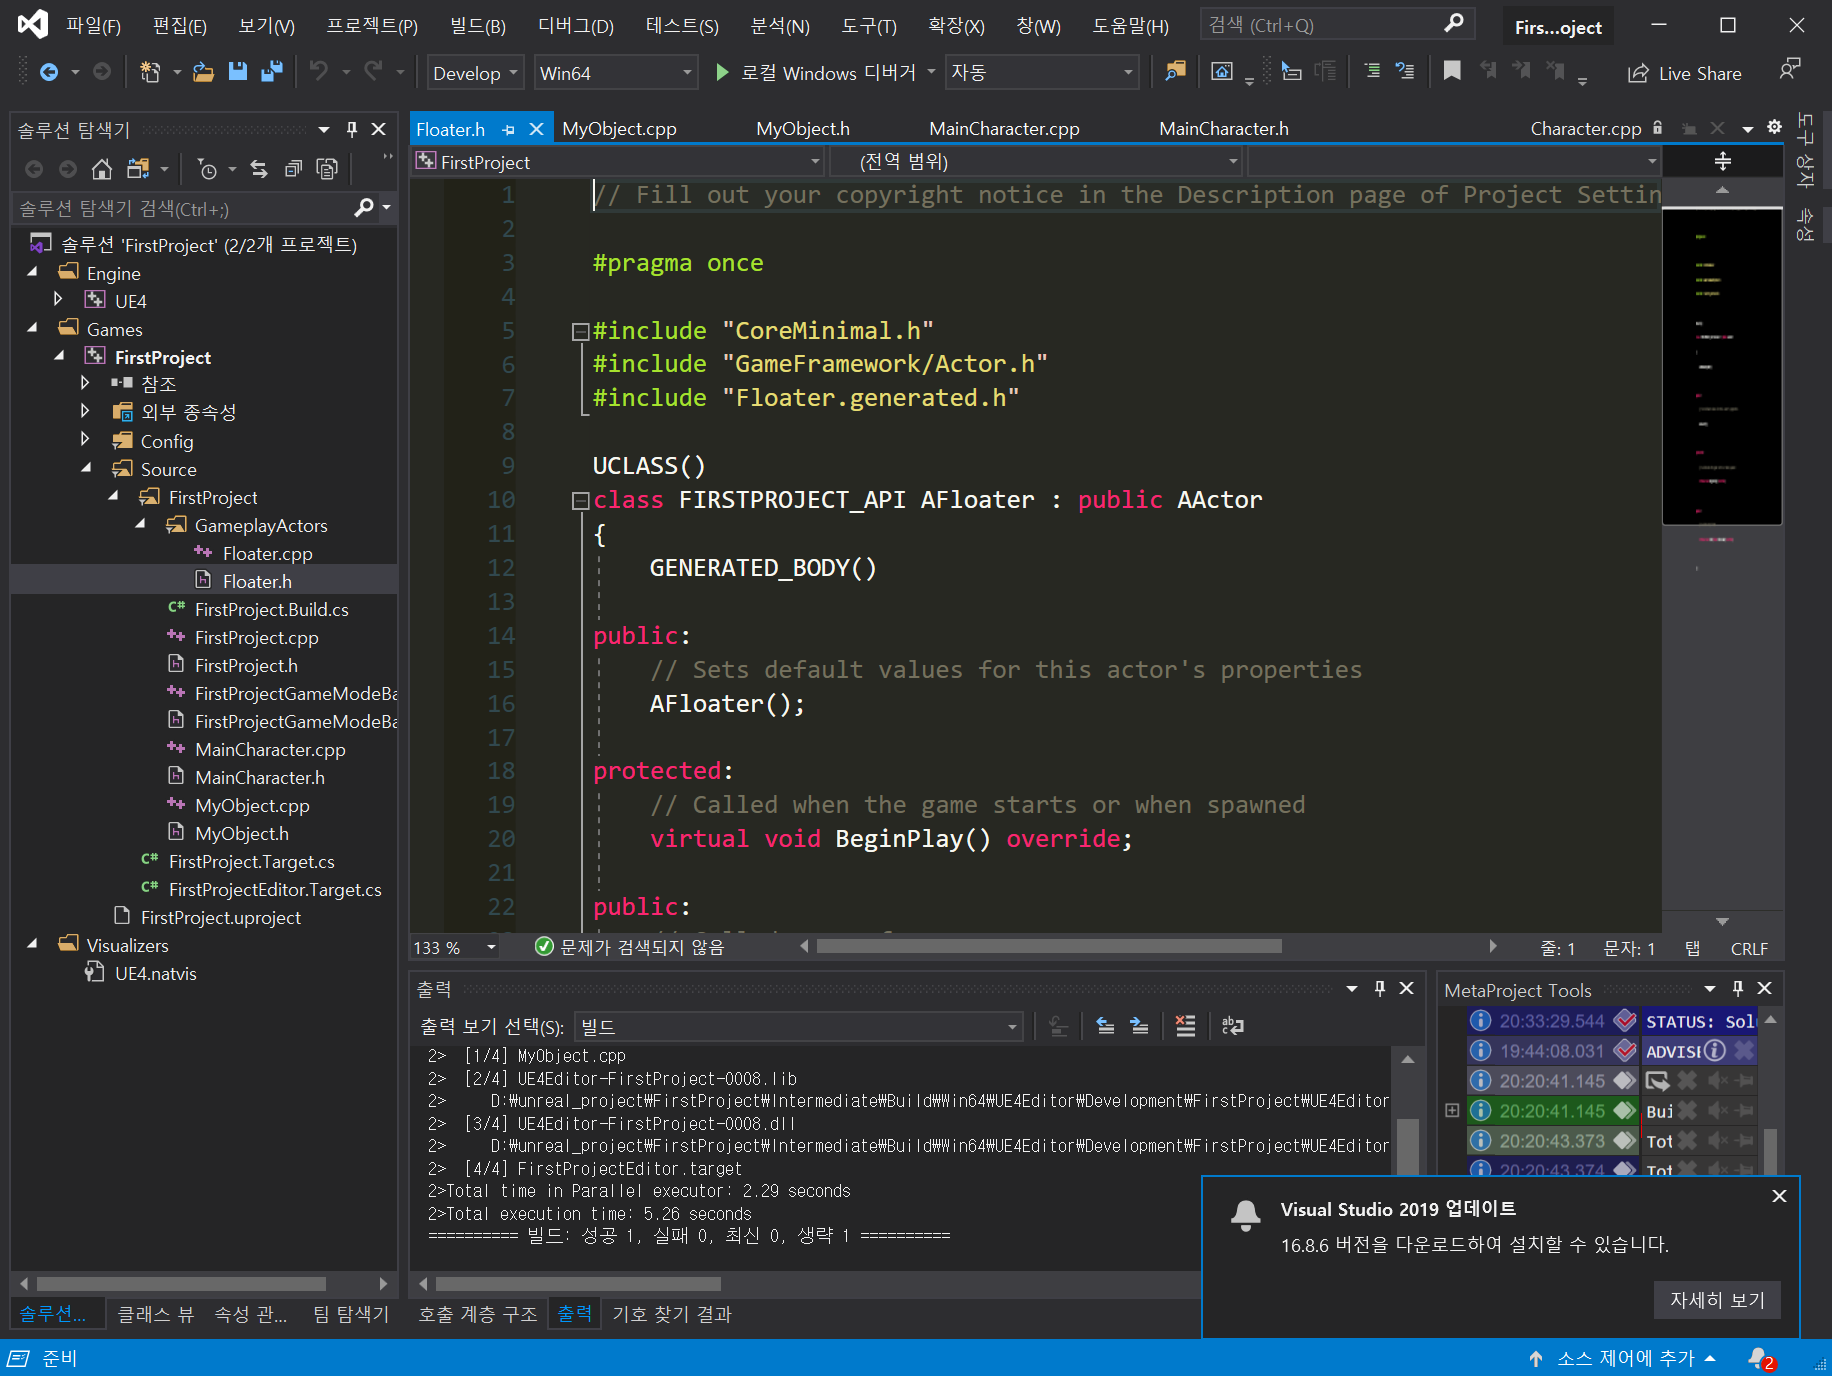 파일(F) 편집(E) 보기(V) 프로젝트(P) 빌드(B) 디버그(D) 테스트(S) 분석(N) 도구(T) 확장(X) 창(W) 도움말(H) 검색 (Ctrl+Q) Firs...oject
Develop Win64 로컬 Windows 디버거 자동 Live Share
솔루션 탐색기
솔루션 탐색기 검색(Ctrl+;)
솔루션 'FirstProject' (2/2개 프로젝트)
Engine
UE4
Games
FirstProject
참조
외부 종속성
Config
Source
FirstProject
GameplayActors
Floater.cpp
Floater.h
FirstProject.Build.cs
FirstProject.cpp
FirstProject.h
FirstProjectGameModeBa
FirstProjectGameModeBa
MainCharacter.cpp
MainCharacter.h
MyObject.cpp
MyObject.h
FirstProject.Target.cs
FirstProjectEditor.Target.cs
FirstProject.uproject
Visualizers
UE4.natvis
솔루션... 클래스 뷰 속성 관... 팀 탐색기
Floater.h MyObject.cpp MyObject.h MainCharacter.cpp MainCharacter.h Character.cpp
FirstProject (전역 범위)
1 // Fill out your copyright notice in the Description page of Project Settin
2
3 #pragma once
4
5 #include "CoreMinimal.h"
6 #include "GameFramework/Actor.h"
7 #include "Floater.generated.h"
8
9 UCLASS()
10 class FIRSTPROJECT_API AFloater : public AActor
11 {
12 GENERATED_BODY()
13
14 public:
15 // Sets default values for this actor's properties
16 AFloater();
17
18 protected:
19 // Called when the game starts or when spawned
20 virtual void BeginPlay() override;
21
22 public:
133 % 문제가 검색되지 않음 줄: 1 문자: 1 탭 CRLF
도구 상자
속성
출력
출력 보기 선택(S): 빌드
2> [1/4] MyObject.cpp
2> [2/4] UE4Editor-FirstProject-0008.lib
2> D:₩unreal_project₩FirstProject₩Intermediate₩Build₩Win64₩UE4Editor₩Development₩FirstProject₩UE4Editor
2> [3/4] UE4Editor-FirstProject-0008.dll
2> D:₩unreal_project₩FirstProject₩Intermediate₩Build₩Win64₩UE4Editor₩Development₩FirstProject₩UE4Editor
2> [4/4] FirstProjectEditor.target
2>Total time in Parallel executor: 2.29 seconds
2>Total execution time: 5.26 seconds
========== 빌드: 성공 1, 실패 0, 최신 0, 생략 1 ==========
호출 계층 구조 출력 기호 찾기 결과
MetaProject Tools
20:33:29.544 STATUS: Sol
19:44:08.031 ADVISE
20:20:41.145
20:20:41.145 Bui
20:20:43.373 Tot
20:20:43.374 Tot
Visual Studio 2019 업데이트
16.8.6 버전을 다운로드하여 설치할 수 있습니다.
자세히 보기
준비 소스 제어에 추가 2